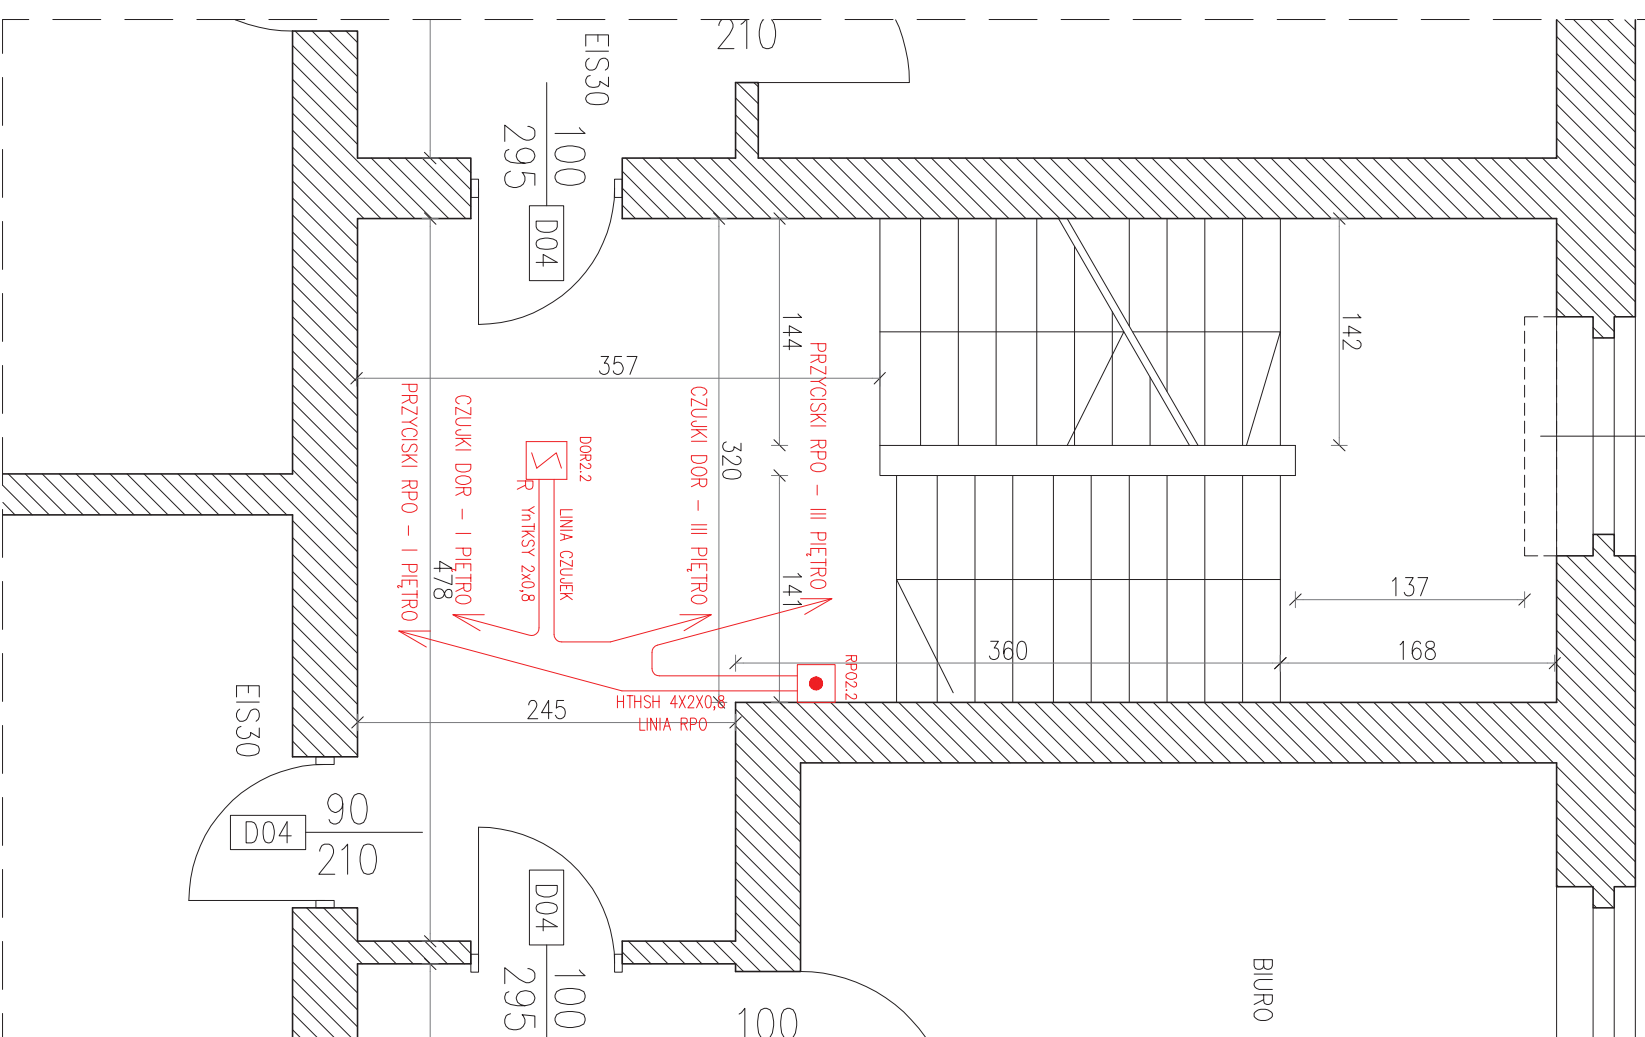 210
EIS30
100
295
D04
144
142
357
320
PRZYCISKI RPO - III PIĘTRO
CZUJKI DOR - III PIĘTRO
DOR2.2
CZUJKI DOR - I PIĘTRO
PRZYCISKI RPO - I PIĘTRO
R YnTKSY 2x0,8
LINIA CZUJEK
478
141
137
360
168
RPO2.2
HTHSH 4X2X0,8
LINIA RPO
245
EIS30
90
210
D04
D04
100
295
100
BIURO